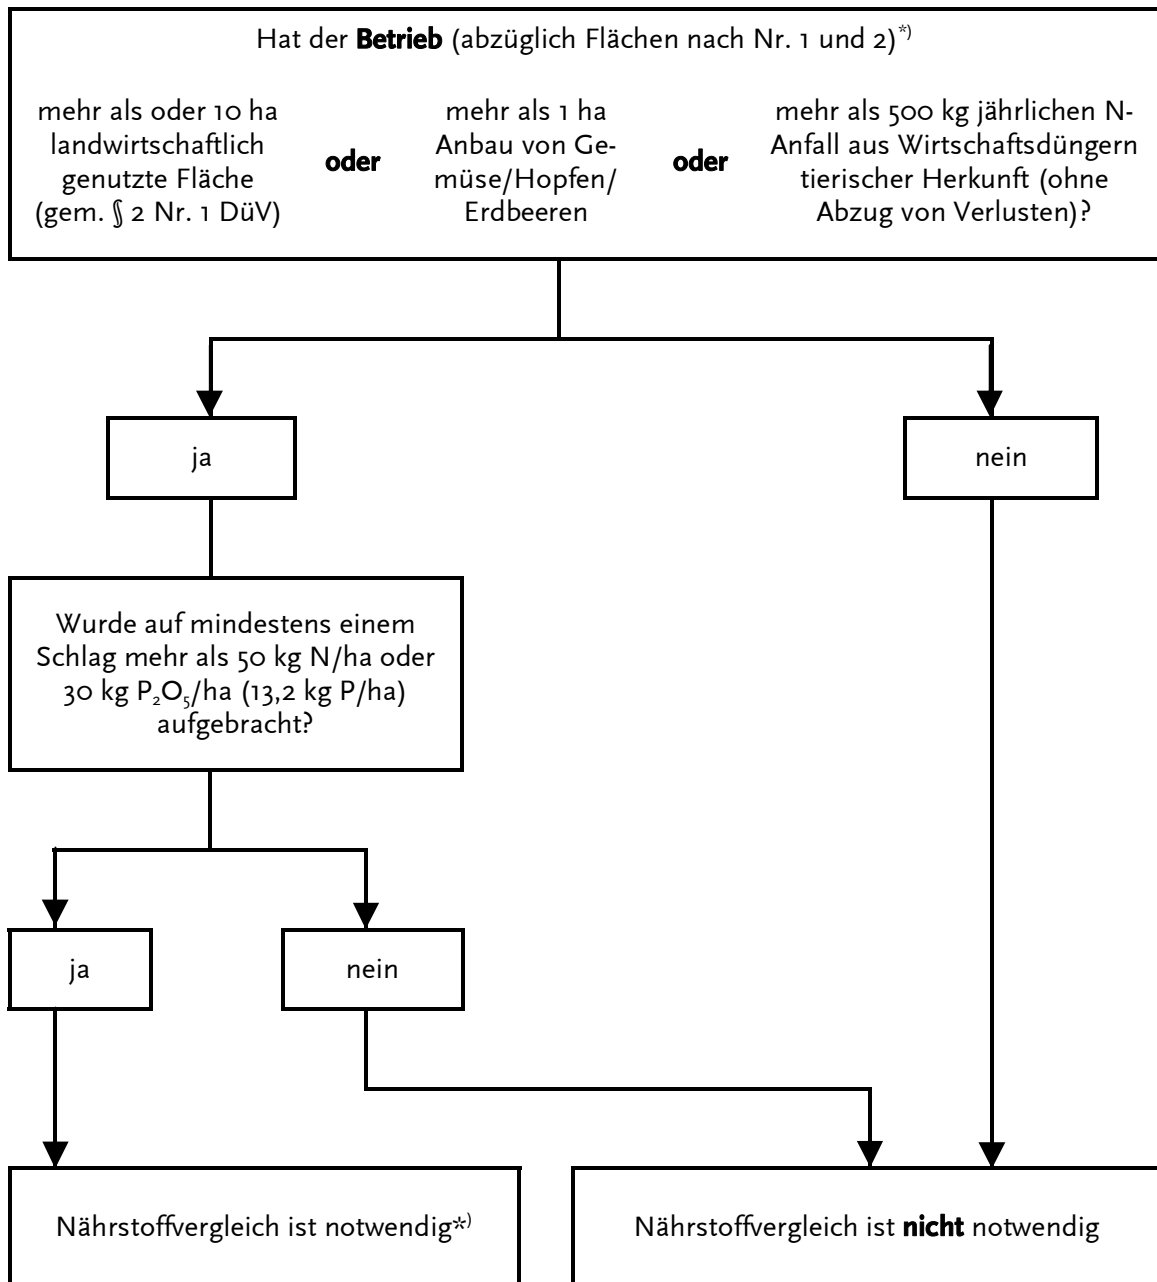 Hat der Betrieb (abzüglich Flächen nach Nr. 1 und 2)*)
mehr als oder 10 ha
landwirtschaftlich
genutzte Fläche
(gem. § 2 Nr. 1 DüV)
oder
mehr als 1 ha
Anbau von Ge-
müse/Hopfen/
Erdbeeren
oder
mehr als 500 kg jährlichen N-
Anfall aus Wirtschaftsdüngern
tierischer Herkunft (ohne
Abzug von Verlusten)?
ja
nein
Wurde auf mindestens einem
Schlag mehr als 50 kg N/ha oder
30 kg P₂O₅/ha (13,2 kg P/ha)
aufgebracht?
ja
nein
Nährstoffvergleich ist notwendig*)
Nährstoffvergleich ist nicht notwendig